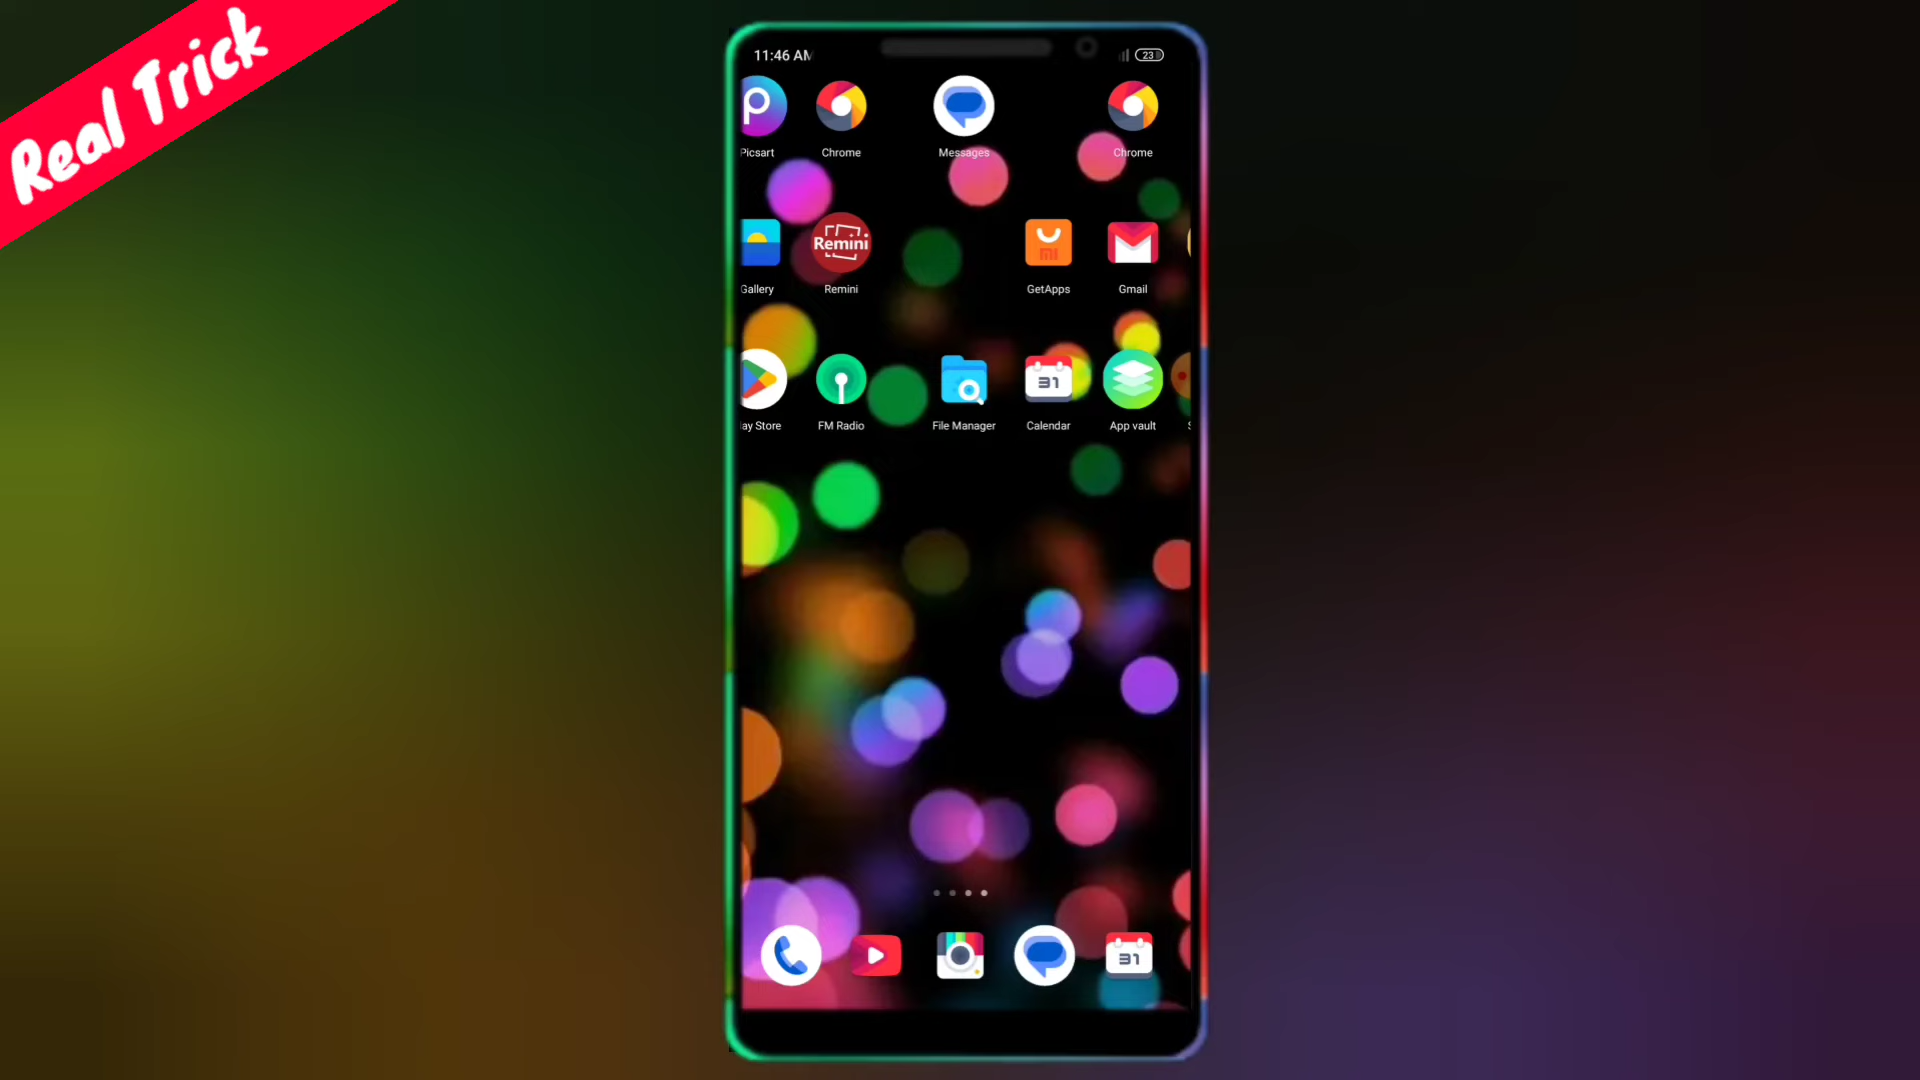 Real Trick
11:46 AM
23
Picsart
Chrome
Messages
Chrome
Remini
Gallery
Remini
mi
GetApps
Gmail
ay Store
FM Radio
File Manager
31
Calendar
App vault
31